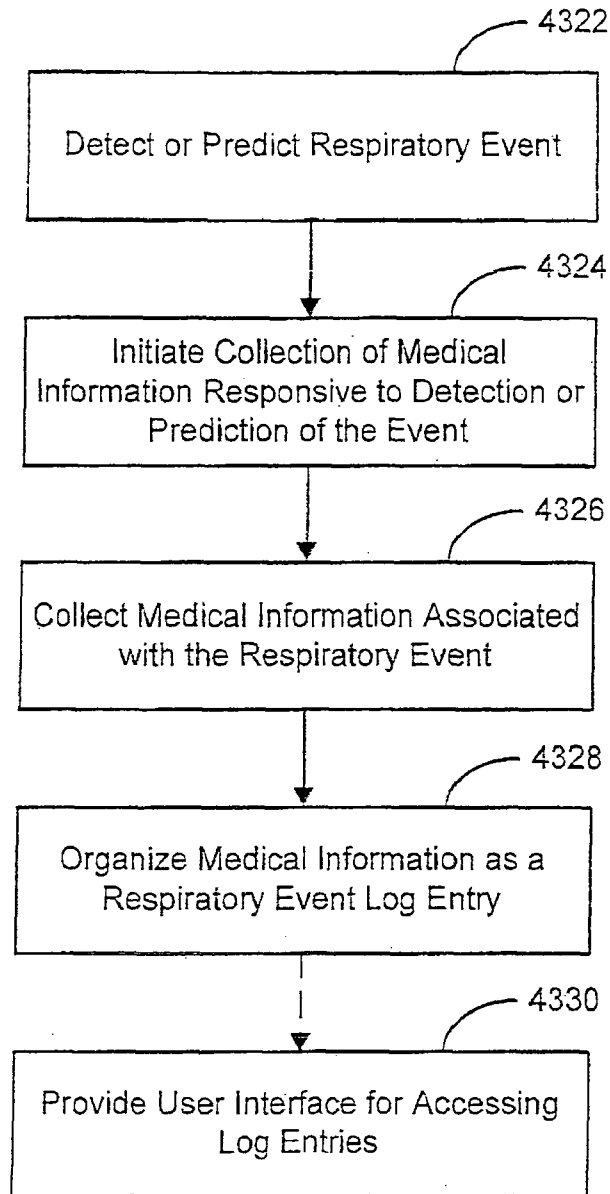 4322
Detect or Predict Respiratory Event
4324
Initiate Collection of Medical
Information Responsive to Detection or
Prediction of the Event
4326
Collect Medical Information Associated
with the Respiratory Event
4328
Organize Medical Information as a
Respiratory Event Log Entry
4330
Provide User Interface for Accessing
Log Entries